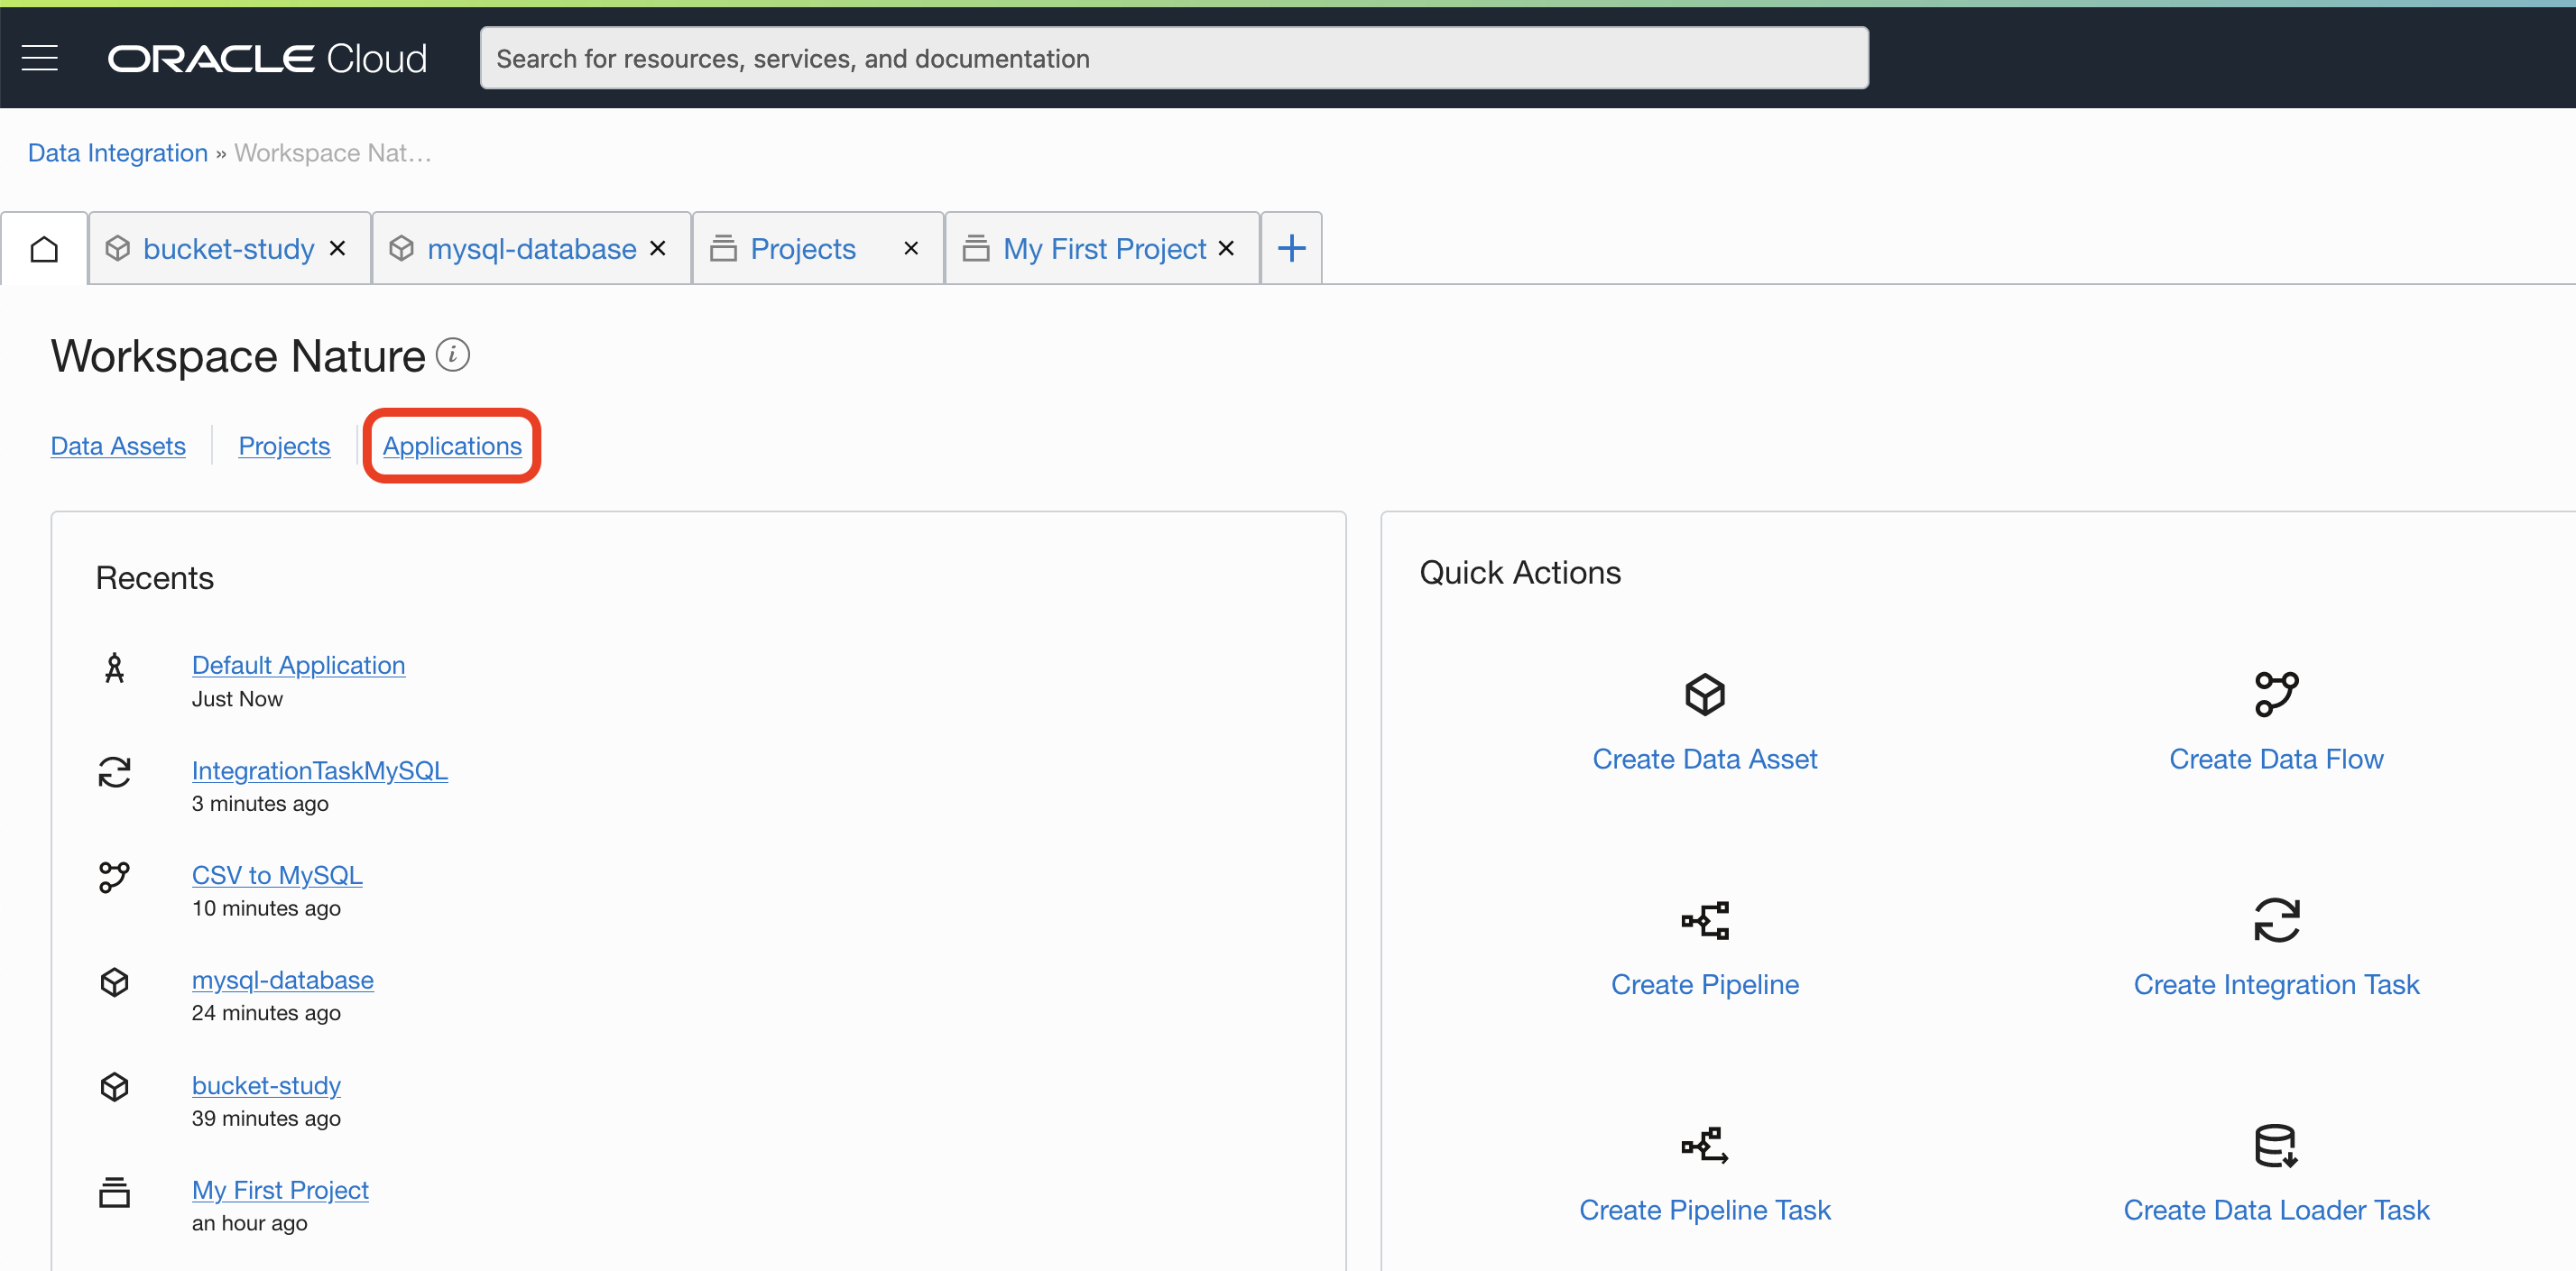 ORACLE Cloud
Search for resources, services, and documentation
Data Integration » Workspace Nat...
bucket-study
mysql-database
Projects
My First Project
Workspace Nature
Data Assets
Projects
Applications
Recents
Default Application
Just Now
IntegrationTaskMySQL
3 minutes ago
CSV to MySQL
10 minutes ago
mysql-database
24 minutes ago
bucket-study
39 minutes ago
My First Project
an hour ago
Quick Actions
Create Data Asset
Create Data Flow
Create Pipeline
Create Integration Task
Create Pipeline Task
Create Data Loader Task